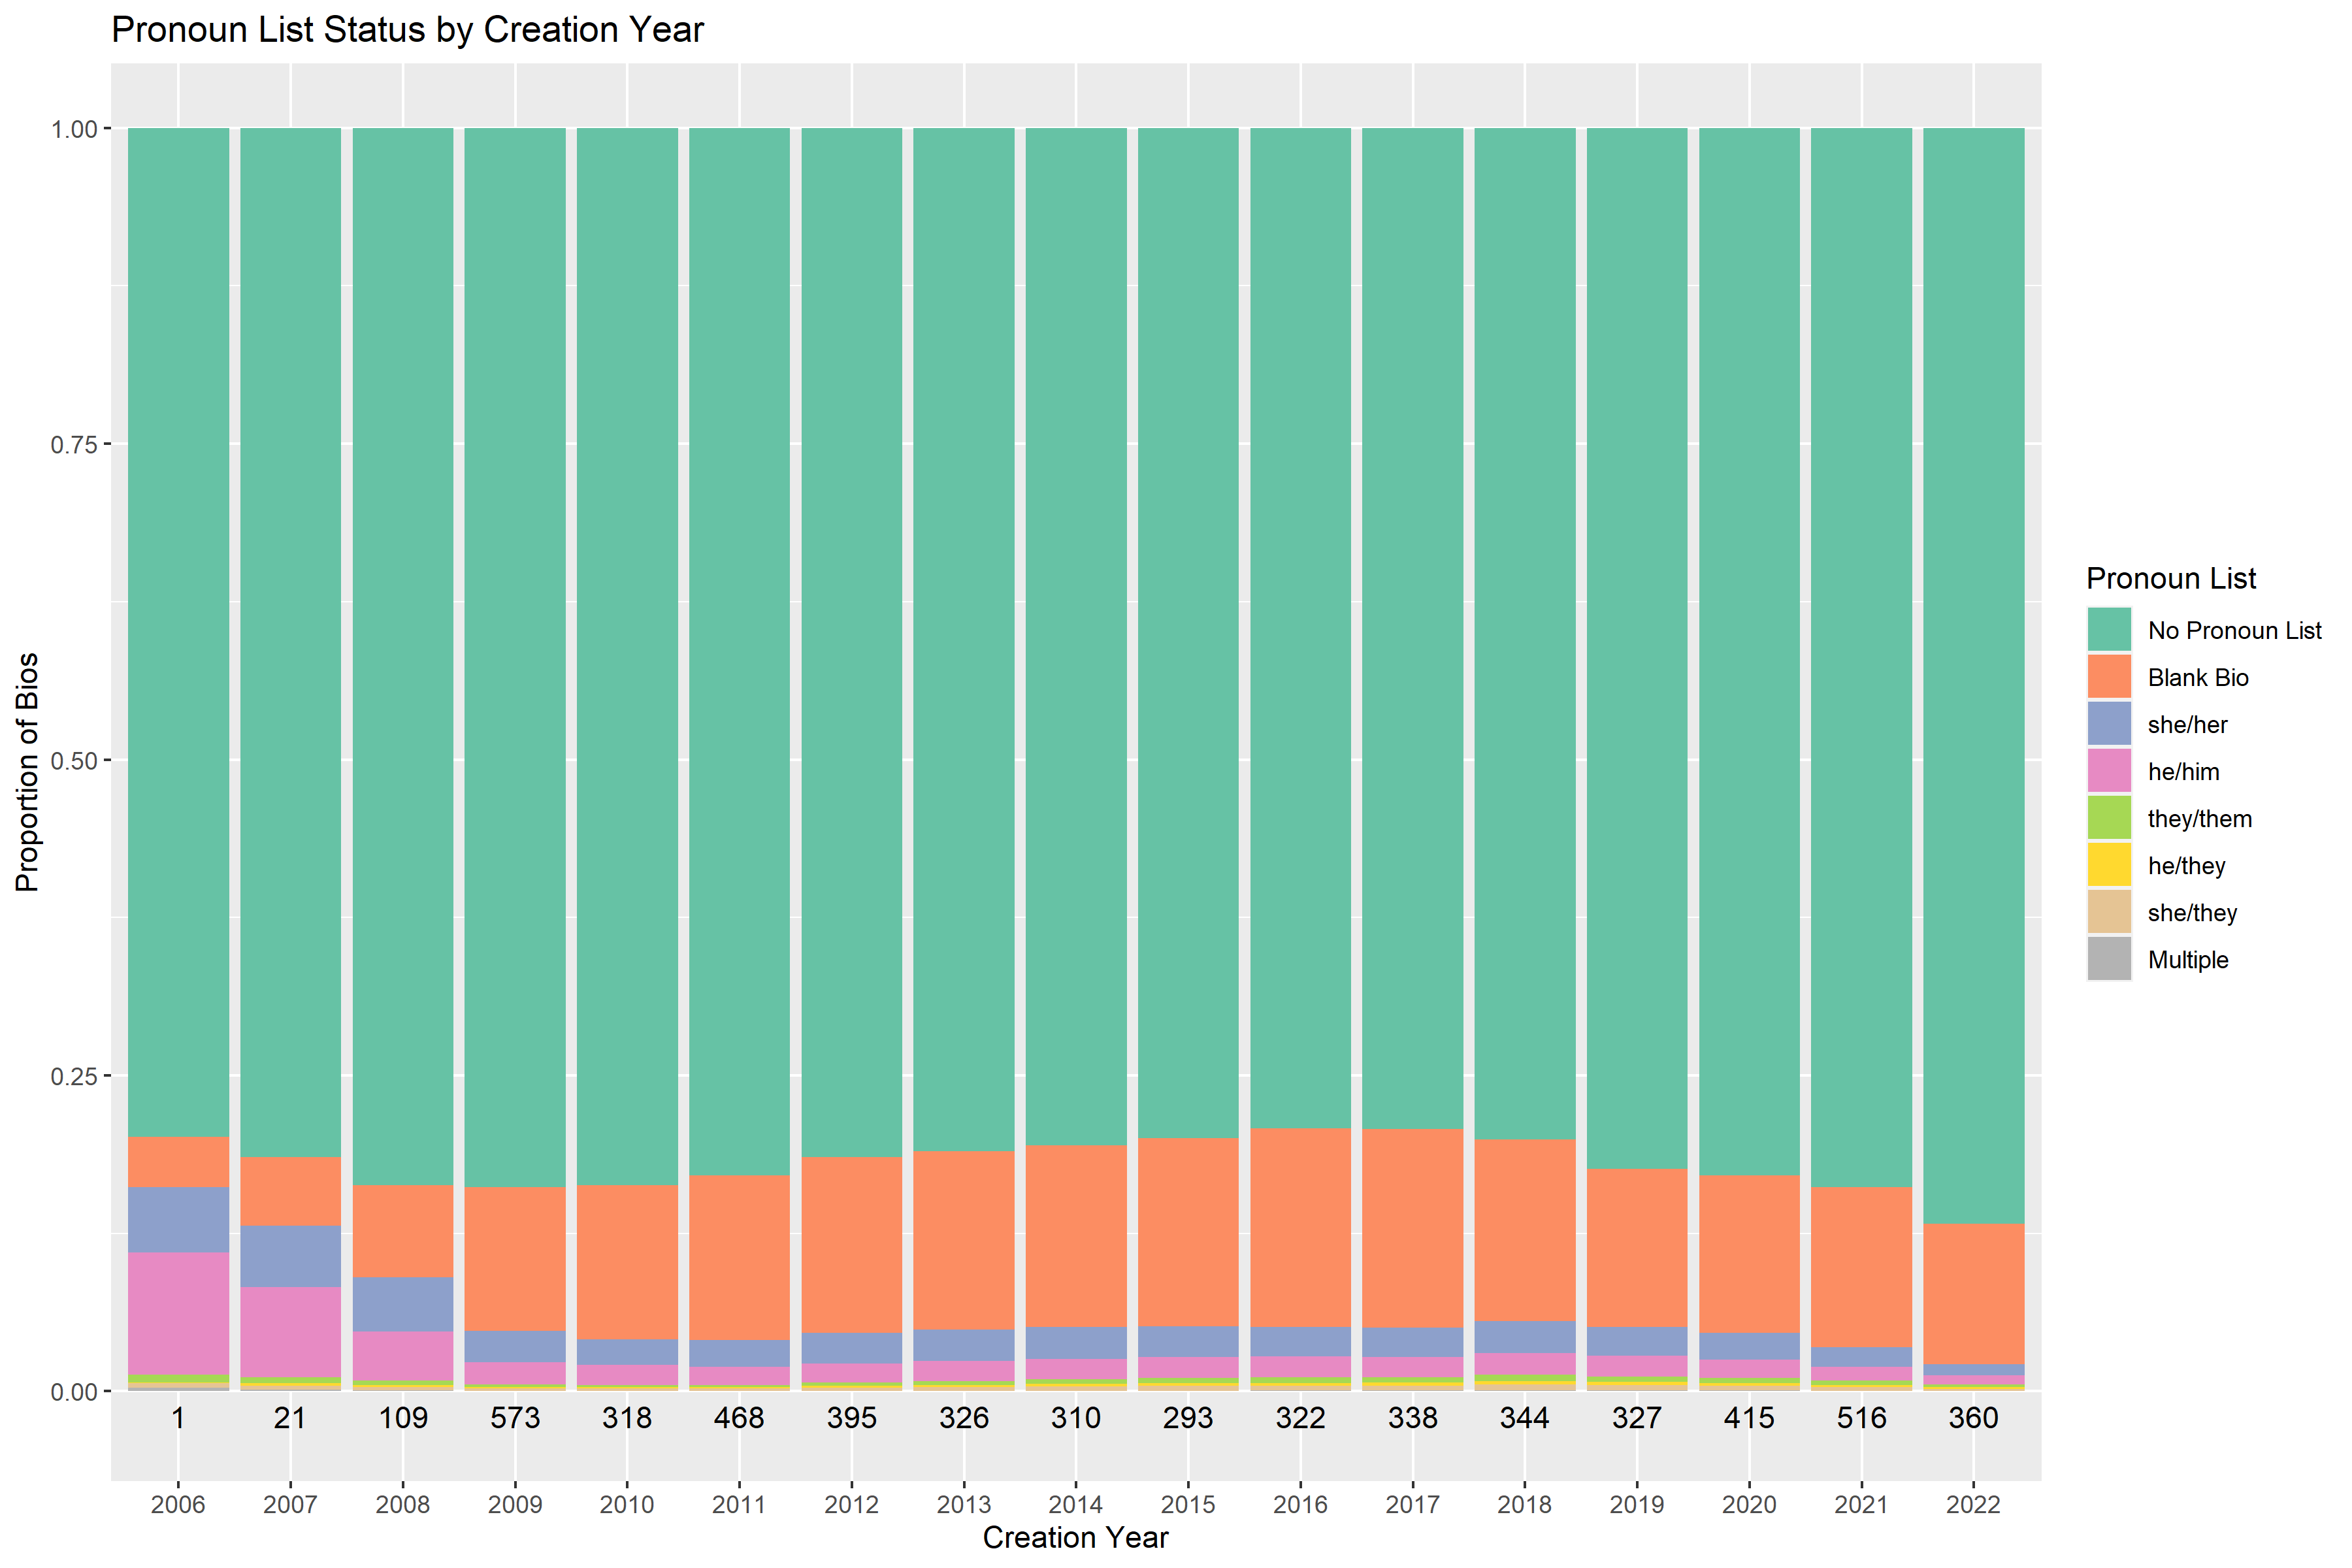 Pronoun List Status by Creation Year
Proportion of Bios
1.00
0.75
0.50
0.25
0.00
1 21 109 573 318 468 395 326 310 293 322 338 344 327 415 516 360
2006 2007 2008 2009 2010 2011 2012 2013 2014 2015 2016 2017 2018 2019 2020 2021 2022
Creation Year
Pronoun List
No Pronoun List
Blank Bio
she/her
he/him
they/them
he/they
she/they
Multiple